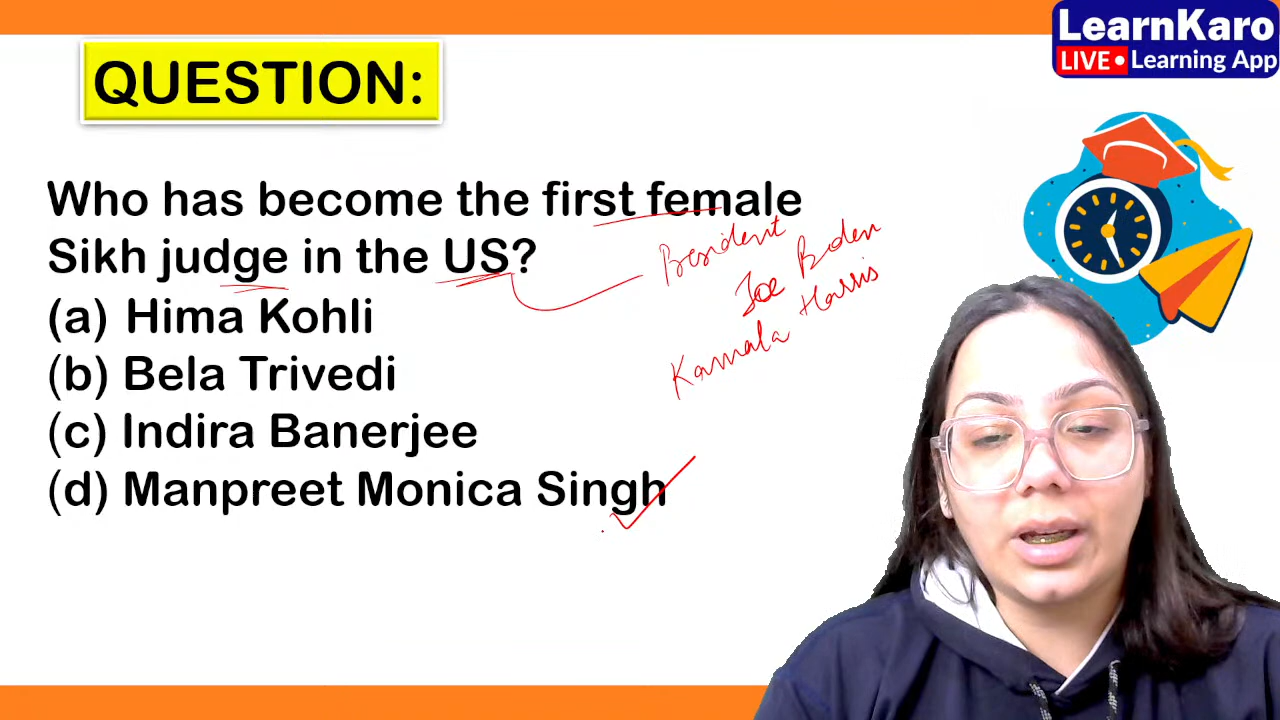 LearnKaro
LIVE • Learning App
QUESTION:
Who has become the first female
Sikh judge in the US?
President
Joe Biden
Kamala Harris
(a) Hima Kohli
(b) Bela Trivedi
(c) Indira Banerjee
(d) Manpreet Monica Singh